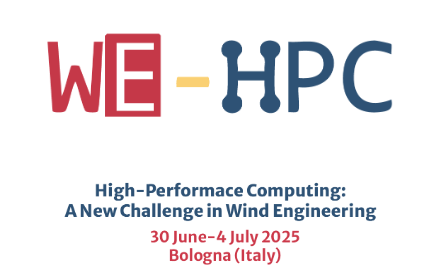 WE-HPC
High-Performace Computing:
A New Challenge in Wind Engineering
30 June-4 July 2025
Bologna (Italy)